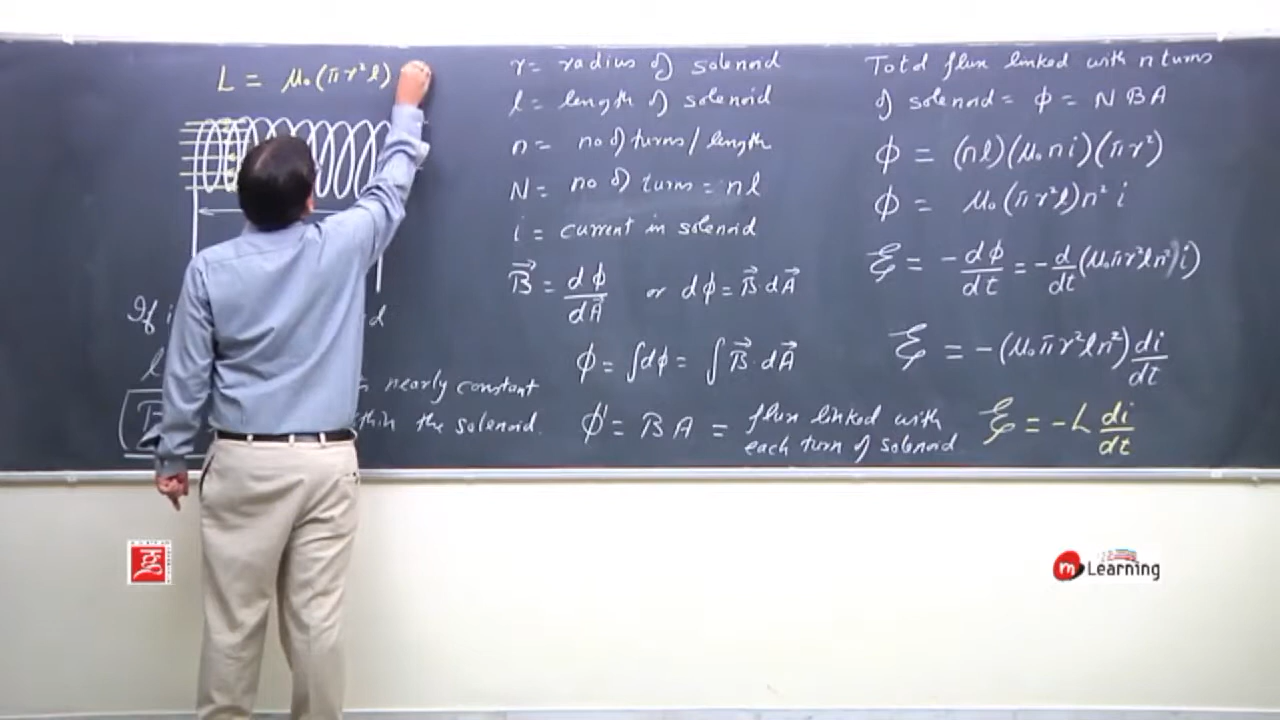 L = μ₀(πr²l)
If i
l
B
nearly constant
within the solenoid.
r = radius of solenoid
l = length of solenoid
n = no of turns/length
N = no of turns = nl
i = current in solenoid
B⃗ = dϕ/dA⃗ or dϕ = B⃗.dA⃗
ϕ = ∫dϕ = ∫B⃗.dA⃗
ϕ' = BA = flux linked with
each turn of solenoid
Total flux linked with n turns
of solenoid = ϕ = NBA
ϕ = (nl)(μ₀ni)(πr²)
ϕ = μ₀(πr²l)n²i
ξ = -dϕ/dt = -d/dt(μ₀πr²ln²)i)
ξ = -(μ₀πr²ln²)di/dt
ξ = -L di/dt
m Learning